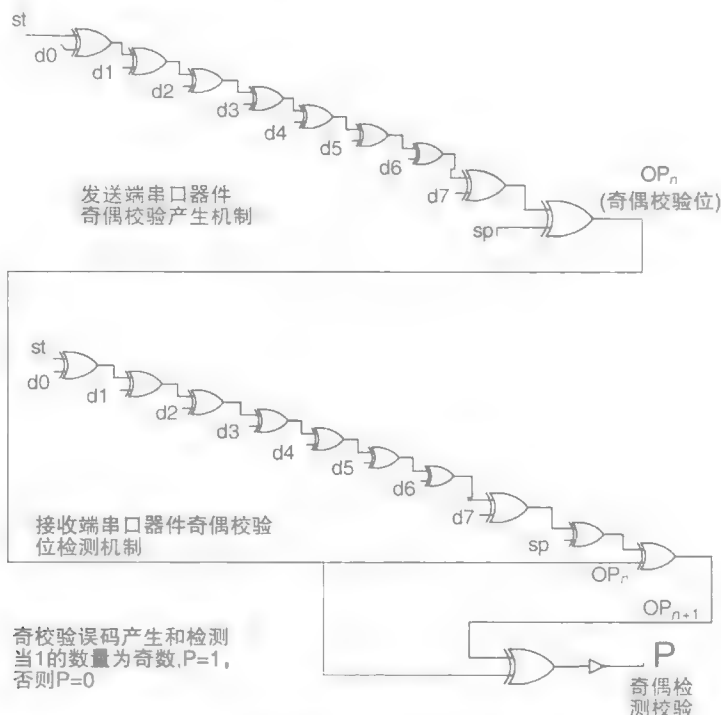 st
d0
d1
d2
d3
d4
d5
d6
d7
sp
OPn
(奇偶校验位)
发送端串口器件
奇偶校验产生机制
st
d0
d1
d2
d3
d4
d5
d6
d7
sp
OPn
OPn+1
接收端串口器件奇偶校验
位检测机制
奇校验误码产生和检测
当1的数量为奇数,P=1,
否则P=0
P
奇偶检
测校验